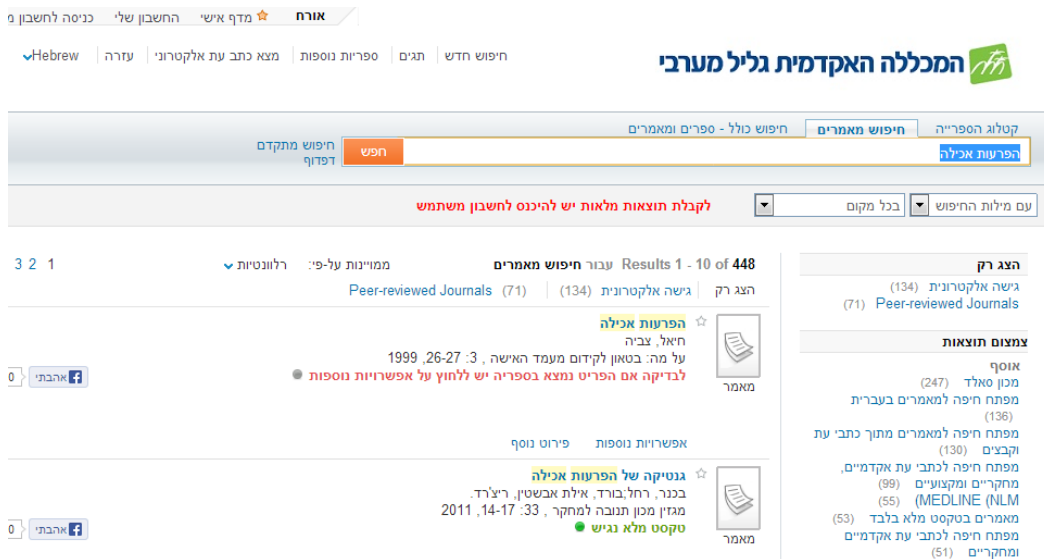 אורח מדף אישי החשבון שלי כניסה לחשבון
חיפוש חדש תגים ספריות נוספות מצא כתב עת אלקטרוני עזרה Hebrew
המכללה האקדמית גליל מערבי
קטלוג הספרייה חיפוש מאמרים חיפוש כולל - ספרים ומאמרים
הפרעות אכילה חפש חיפוש מתקדם
דפדוף
עם מילות החיפוש בכל מקום לקבלת תוצאות מלאות יש להיכנס לחשבון משתמש
Results 1 - 10 of 448 עבור חיפוש מאמרים ממויינות על-פי: רלוונטיות 1 2 3
הצג רק גישה אלקטרונית (134) Peer-reviewed Journals (71)
הפרעות אכילה
חיאל, צביה
על מה: בטאון לקידום מעמד האישה , 3: 26-27, 1999
לבדיקה אם הפריט נמצא בספריה יש ללחוץ על אפשרויות נוספות
מאמר
אהבתי 0
אפשרויות נוספות פירוט נוסף
גנטיקה של הפרעות אכילה
בכנר, רחל;בורד, אילת אבשטין, ריצ'רד.
מגזין מכון תנובה למחקר , 33: 14-17, 2011
טקסט מלא נגיש
מאמר
אהבתי 0
הצג רק
גישה אלקטרונית (134)
Peer-reviewed Journals (71)
צמצום תוצאות
אוסף
מכון סאלד (247)
מפתח חיפה למאמרים בעברית
(136)
מפתח חיפה למאמרים מתוך כתבי עת
וקבצים (130)
מפתח חיפה לכתבי עת אקדמיים,
מחקריים ומקצועיים (99)
MEDLINE (NLM) (55)
מאמרים בטקסט מלא בלבד (53)
מפתח חיפה לכתבי עת אקדמיים
ומחקריים (51)